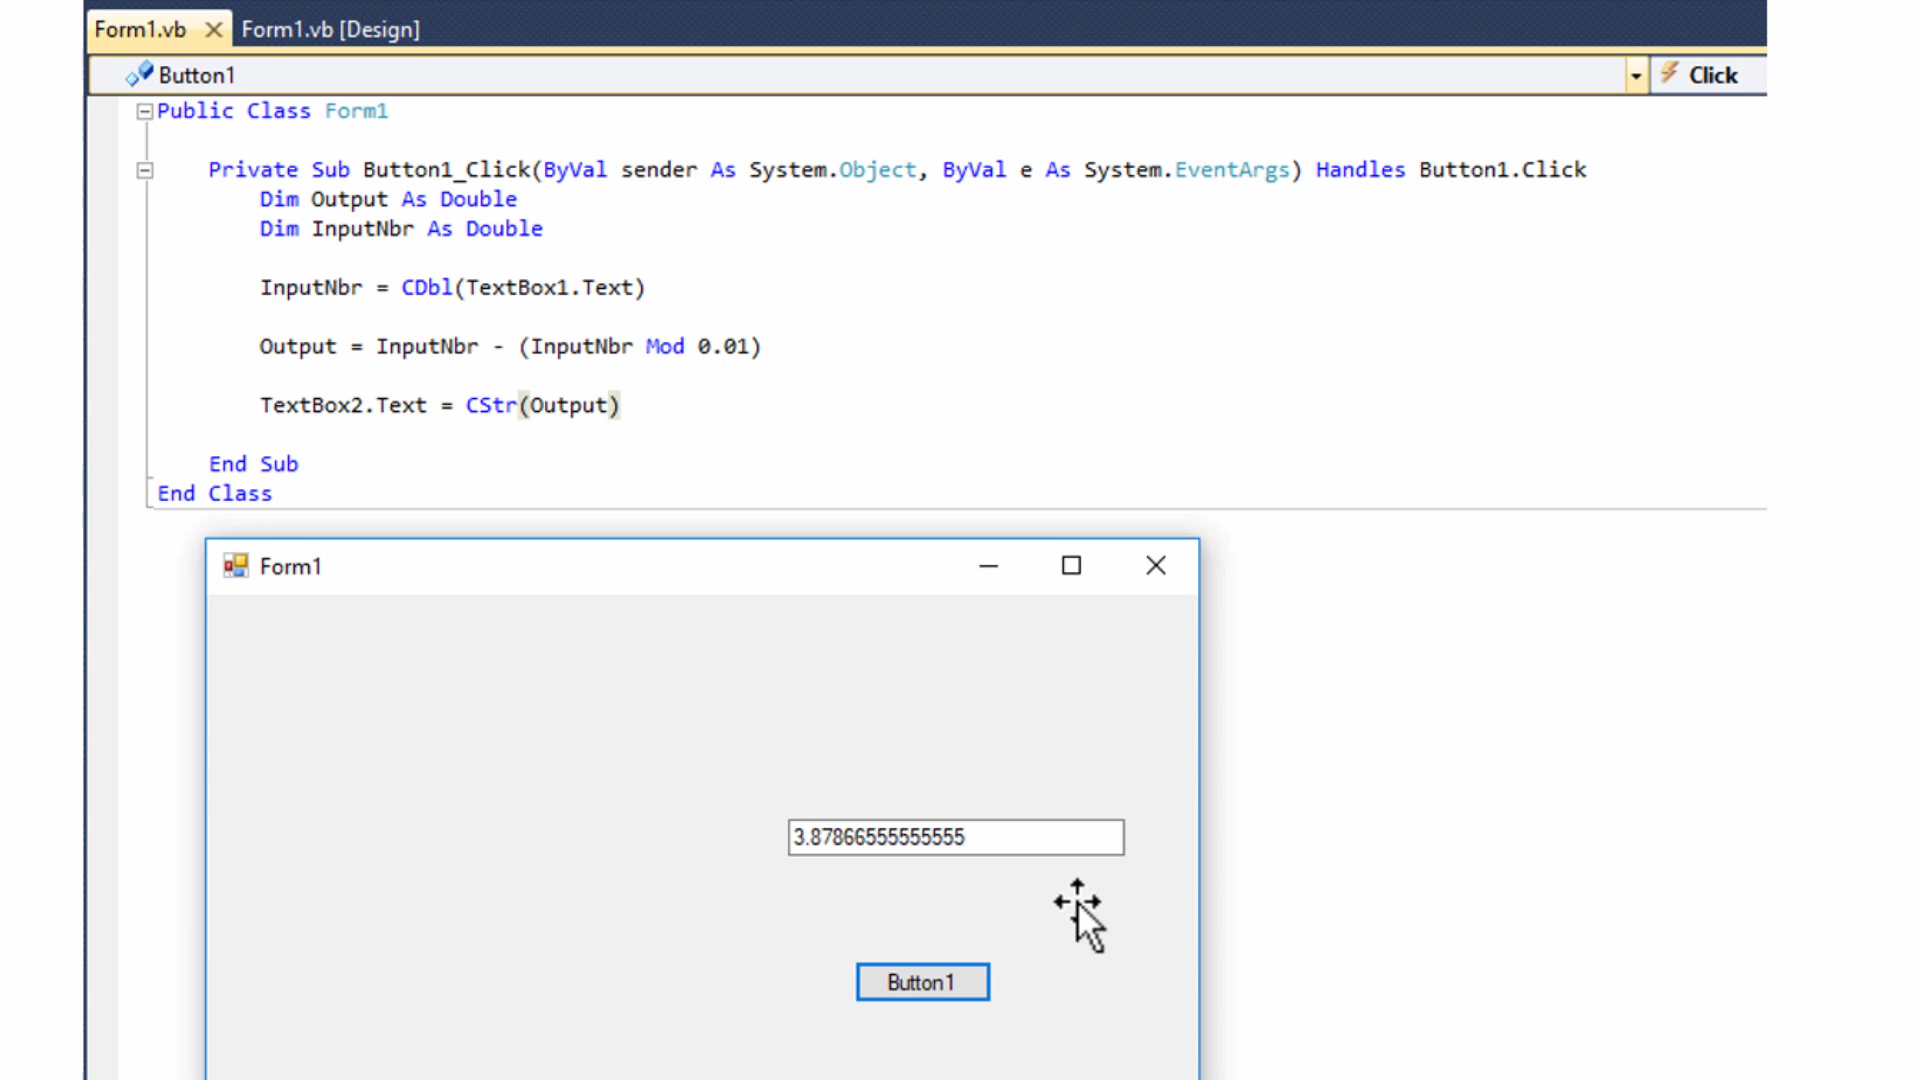 Form1.vb Form1.vb [Design]
Button1 Click
Public Class Form1
Private Sub Button1_Click(ByVal sender As System.Object, ByVal e As System.EventArgs) Handles Button1.Click
Dim Output As Double
Dim InputNbr As Double
InputNbr = CDbl(TextBox1.Text)
Output = InputNbr - (InputNbr Mod 0.01)
TextBox2.Text = CStr(Output)
End Sub
End Class
Form1
3.87866555555555
Button1